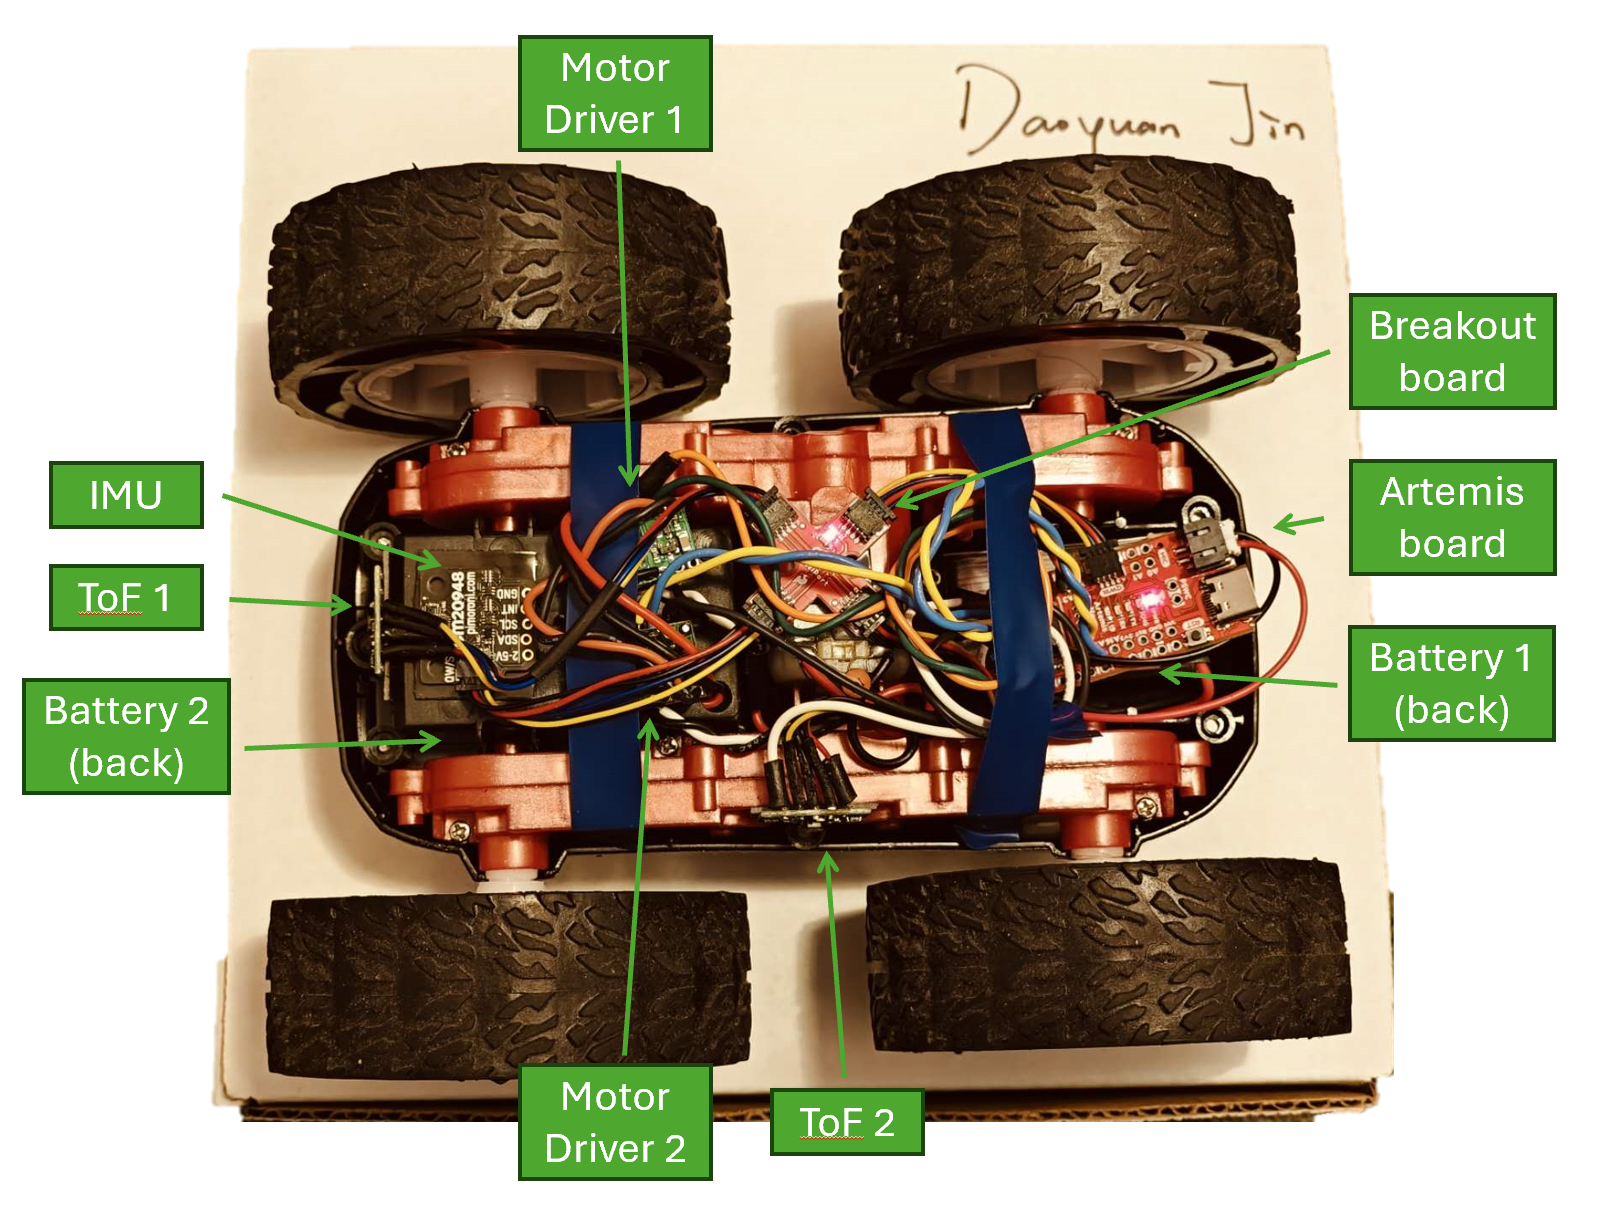 Motor
Driver 1
Daoyuan Jin
Breakout
board
IMU
Artemis
board
ToF 1
Battery 2
(back)
Battery 1
(back)
m20948
pimoroni.com
GND
INT
SCL
SDA
2-5V
Motor
Driver 2
ToF 2